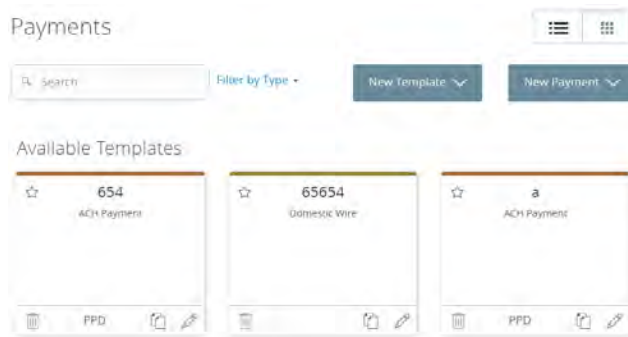 Payments
Search
Filter by Type
New Template
New Payment
Available Templates
654
ACH Payment
65654
Domestic Wire
a
ACH Payment
PPD
PPD